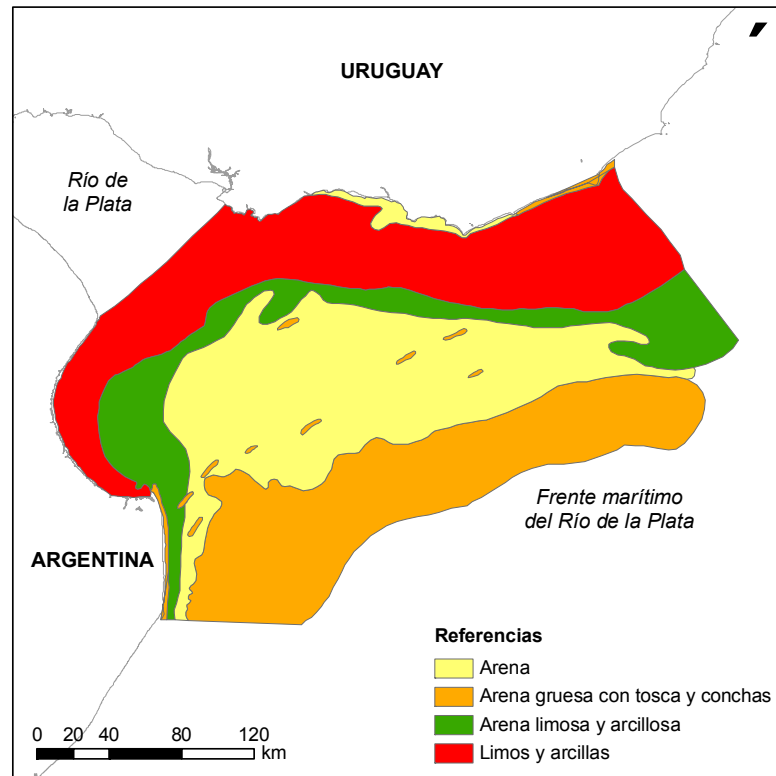 URUGUAY
Río de
la Plata
Frente marítimo
del Río de la Plata
ARGENTINA
Referencias
Arena
Arena gruesa con tosca y conchas
Arena limosa y arcillosa
Limos y arcillas
0 20 40 80 120
km